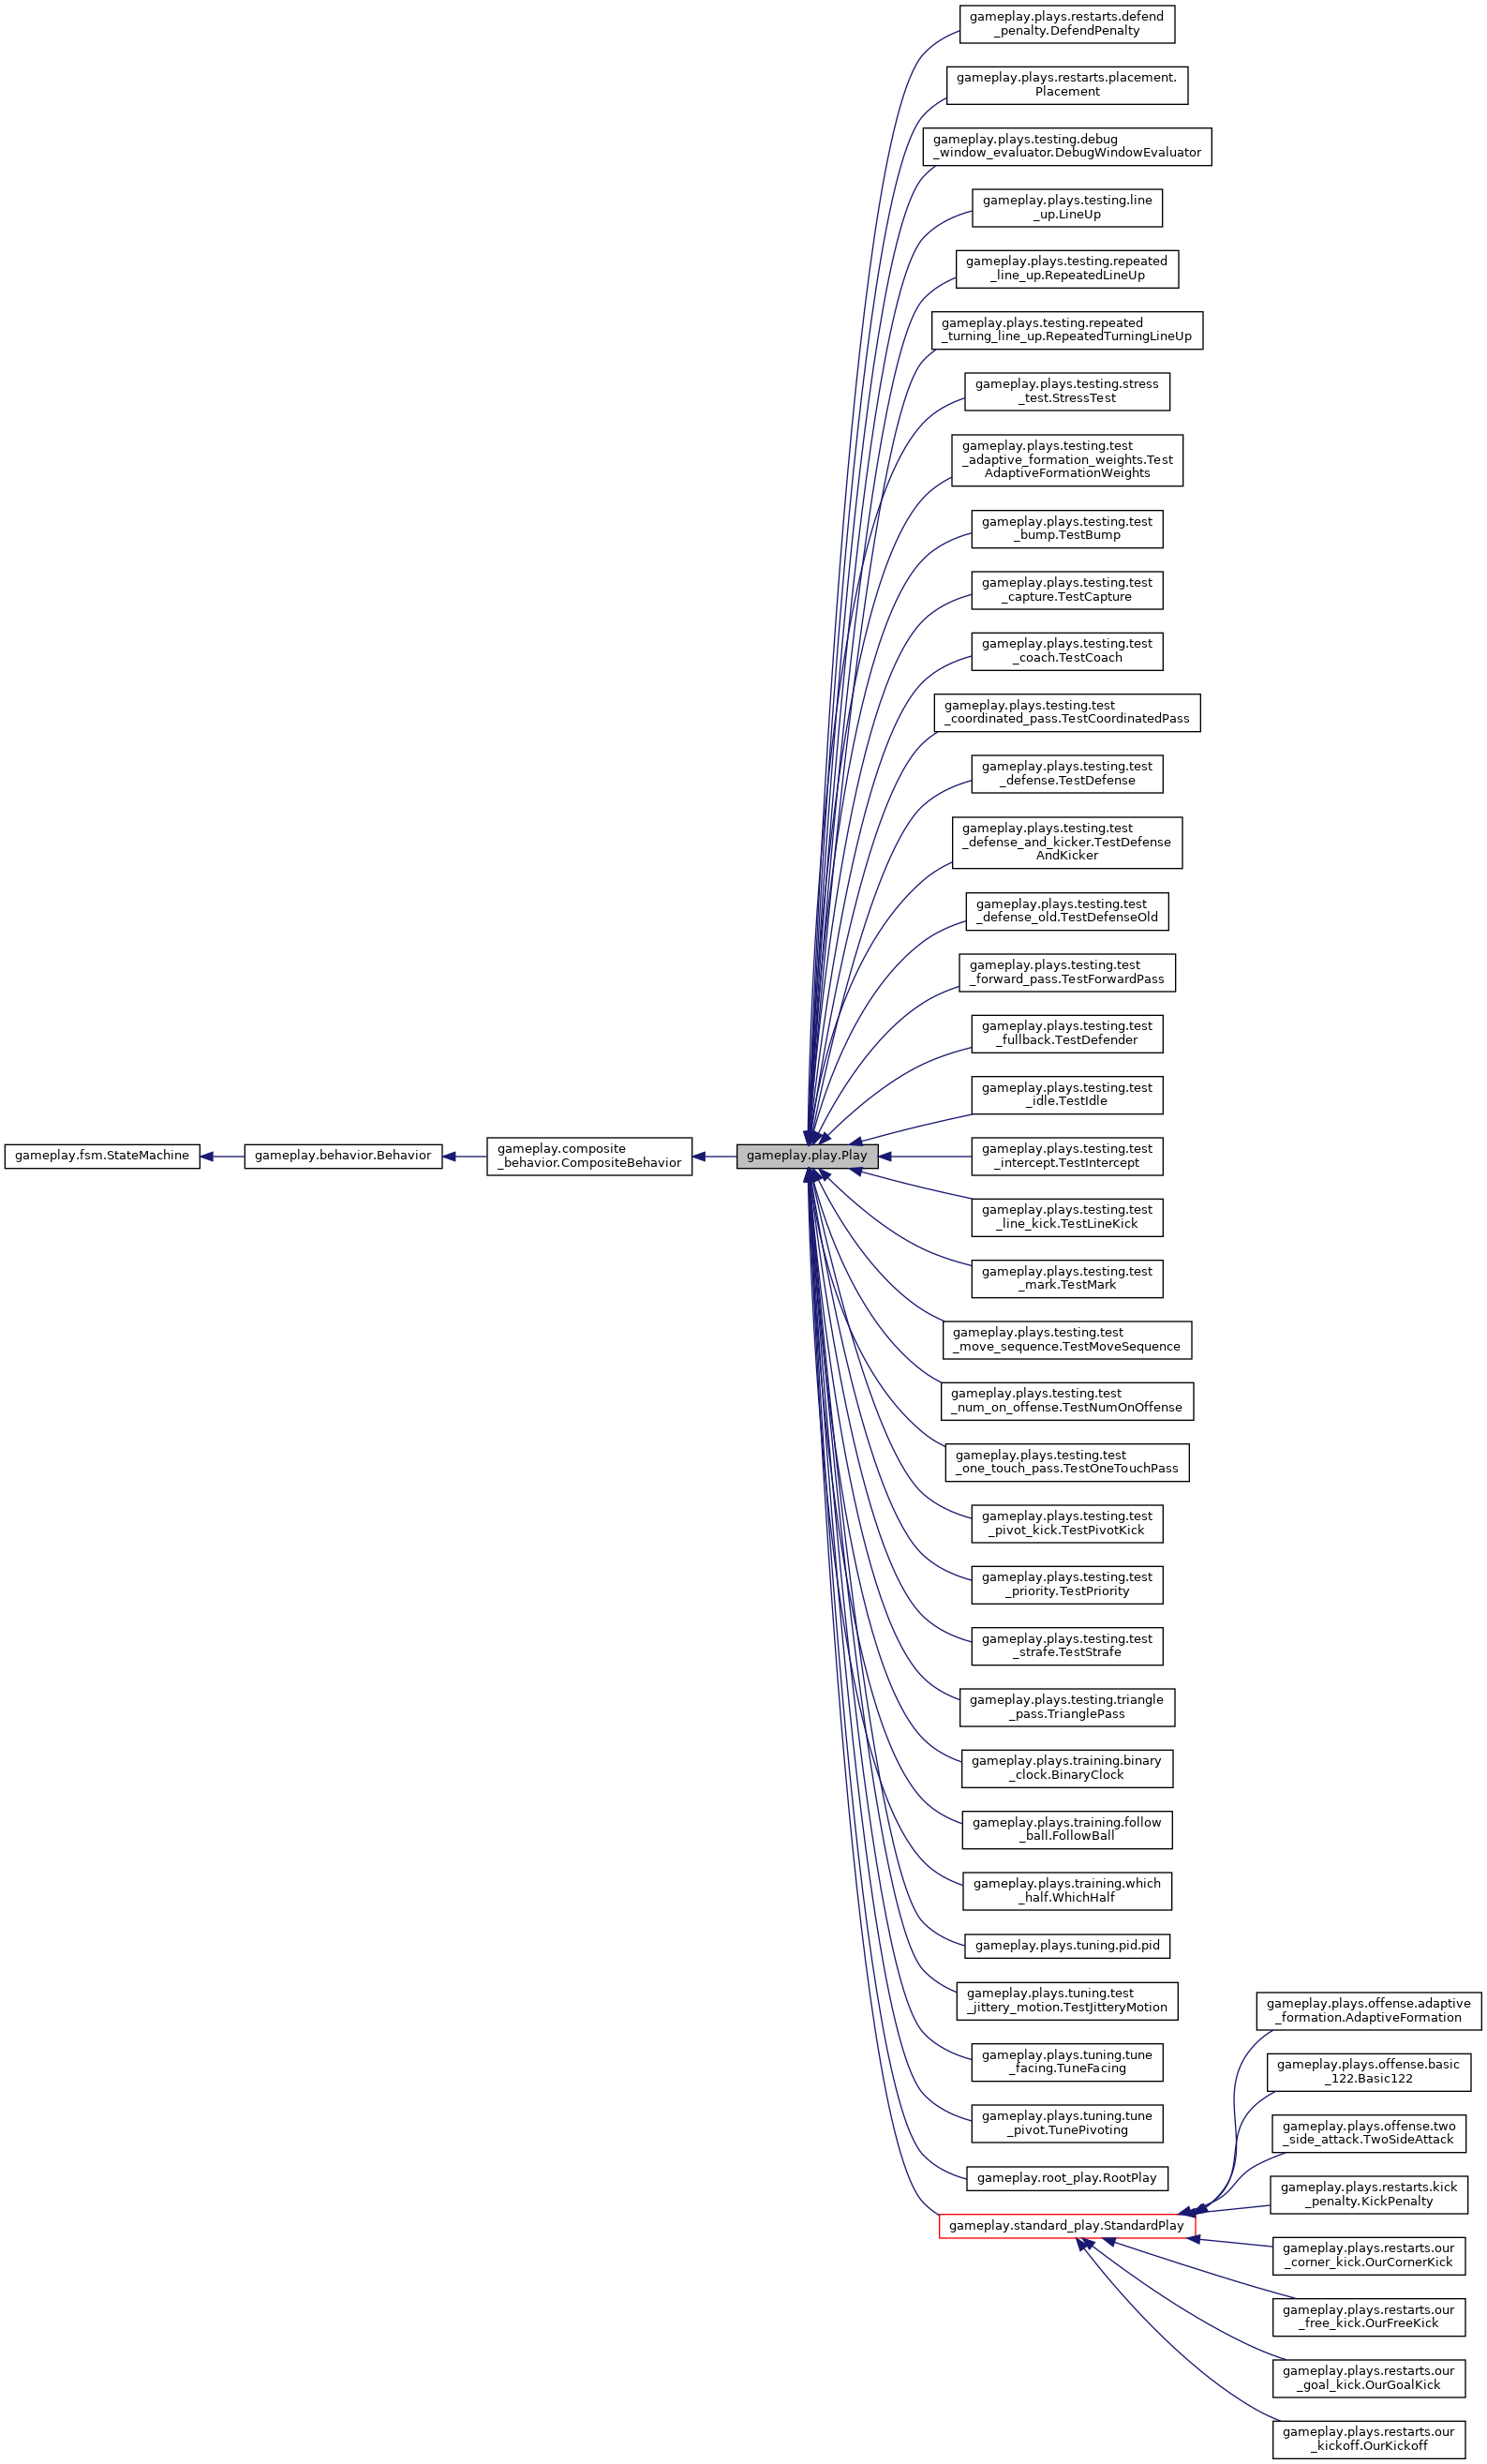 gameplay.fsm.StateMachine
gameplay.behavior.Behavior
gameplay.composite
_behavior.CompositeBehavior
gameplay.play.Play
gameplay.plays.restarts.defend
_penalty.DefendPenalty
gameplay.plays.restarts.placement.
Placement
gameplay.plays.testing.debug
_window_evaluator.DebugWindowEvaluator
gameplay.plays.testing.line
_up.LineUp
gameplay.plays.testing.repeated
_line_up.RepeatedLineUp
gameplay.plays.testing.repeated
_turning_line_up.RepeatedTurningLineUp
gameplay.plays.testing.stress
_test.StressTest
gameplay.plays.testing.test
_adaptive_formation_weights.Test
AdaptiveFormationWeights
gameplay.plays.testing.test
_bump.TestBump
gameplay.plays.testing.test
_capture.TestCapture
gameplay.plays.testing.test
_coach.TestCoach
gameplay.plays.testing.test
_coordinated_pass.TestCoordinatedPass
gameplay.plays.testing.test
_defense.TestDefense
gameplay.plays.testing.test
_defense_and_kicker.TestDefense
AndKicker
gameplay.plays.testing.test
_defense_old.TestDefenseOld
gameplay.plays.testing.test
_forward_pass.TestForwardPass
gameplay.plays.testing.test
_fullback.TestDefender
gameplay.plays.testing.test
_idle.TestIdle
gameplay.plays.testing.test
_intercept.TestIntercept
gameplay.plays.testing.test
_line_kick.TestLineKick
gameplay.plays.testing.test
_mark.TestMark
gameplay.plays.testing.test
_move_sequence.TestMoveSequence
gameplay.plays.testing.test
_num_on_offense.TestNumOnOffense
gameplay.plays.testing.test
_one_touch_pass.TestOneTouchPass
gameplay.plays.testing.test
_pivot_kick.TestPivotKick
gameplay.plays.testing.test
_priority.TestPriority
gameplay.plays.testing.test
_strafe.TestStrafe
gameplay.plays.testing.triangle
_pass.TrianglePass
gameplay.plays.training.binary
_clock.BinaryClock
gameplay.plays.training.follow
_ball.FollowBall
gameplay.plays.training.which
_half.WhichHalf
gameplay.plays.tuning.pid.pid
gameplay.plays.tuning.test
_jittery_motion.TestJitteryMotion
gameplay.plays.tuning.tune
_facing.TuneFacing
gameplay.plays.tuning.tune
_pivot.TunePivoting
gameplay.root_play.RootPlay
gameplay.standard_play.StandardPlay
gameplay.plays.offense.adaptive
_formation.AdaptiveFormation
gameplay.plays.offense.basic
_122.Basic122
gameplay.plays.offense.two
_side_attack.TwoSideAttack
gameplay.plays.restarts.kick
_penalty.KickPenalty
gameplay.plays.restarts.our
_corner_kick.OurCornerKick
gameplay.plays.restarts.our
_free_kick.OurFreeKick
gameplay.plays.restarts.our
_goal_kick.OurGoalKick
gameplay.plays.restarts.our
_kickoff.OurKickoff